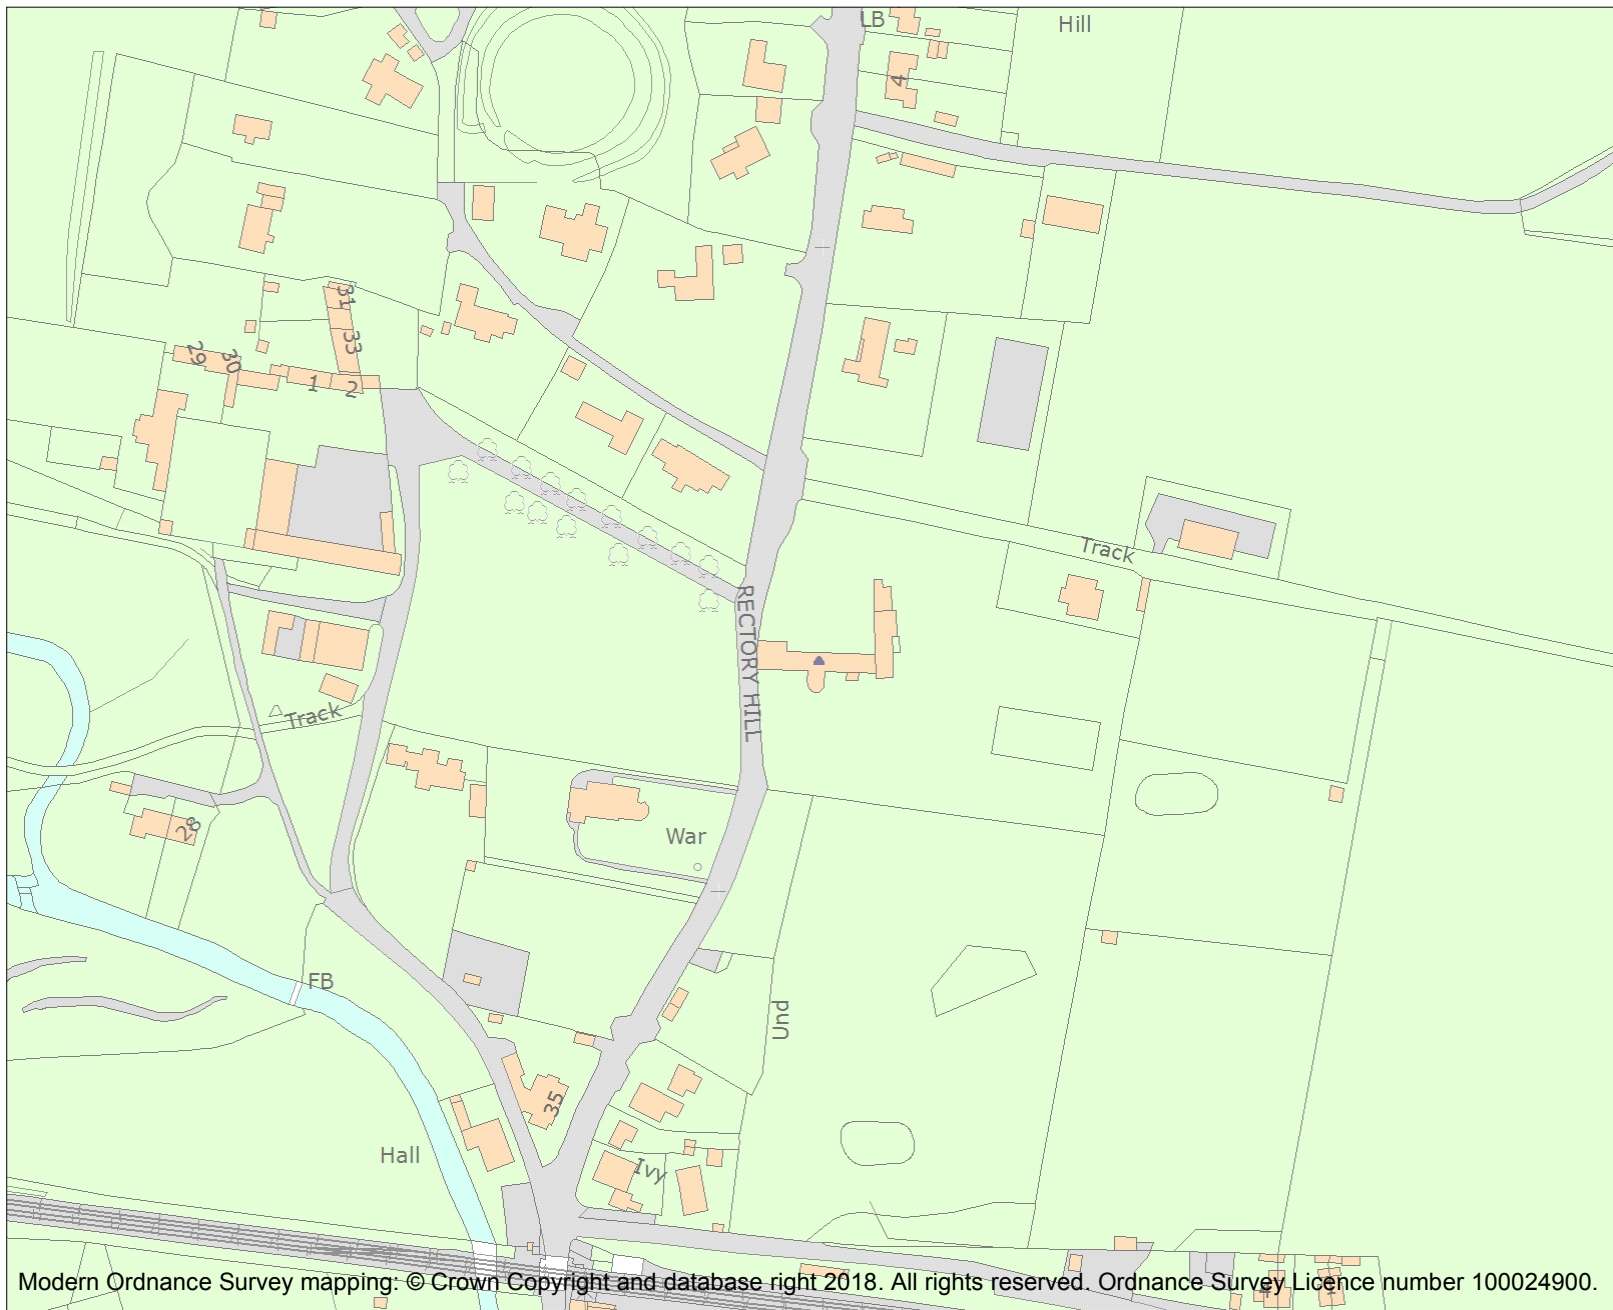 LB
Hill
4
31
33
29
30
1
2
Track
RECTORY HILL
Track
28
War
FB
Und
35
Hall
Ivy
4
1
Modern Ordnance Survey mapping: © Crown Copyright and database right 2018. All rights reserved. Ordnance Survey Licence number 100024900.